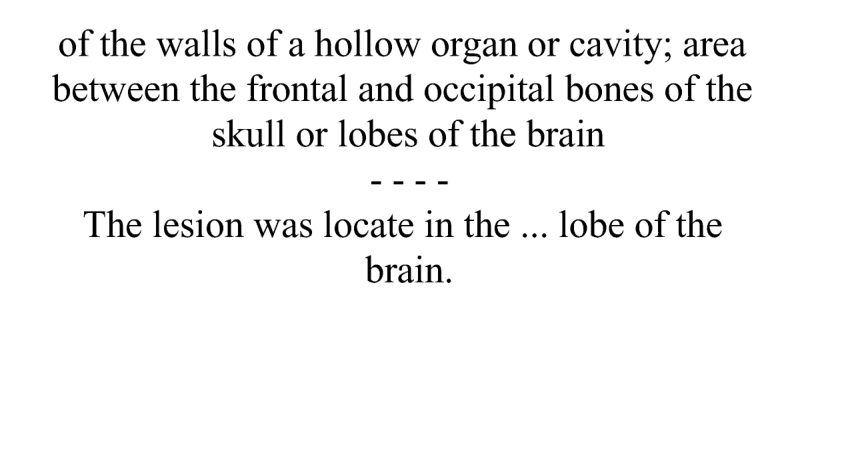 of the walls of a hollow organ or cavity; area
between the frontal and occipital bones of the
skull or lobes of the brain
- - - -
The lesion was locate in the ... lobe of the
brain.